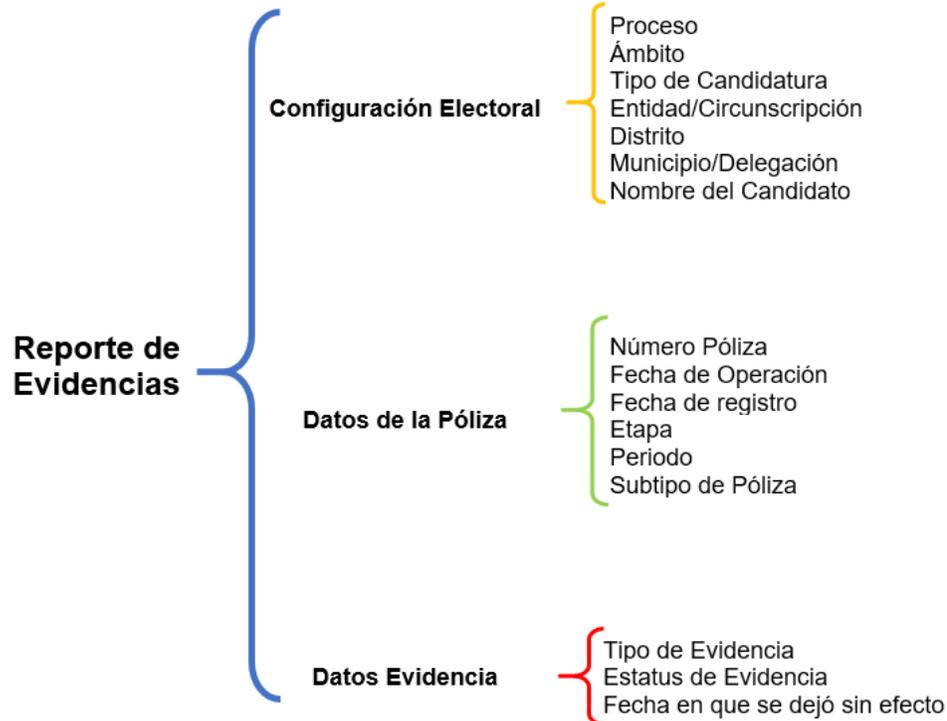 Reporte de
Evidencias
Configuración Electoral
Proceso
Ámbito
Tipo de Candidatura
Entidad/Circunscripción
Distrito
Municipio/Delegación
Nombre del Candidato
Datos de la Póliza
Número Póliza
Fecha de Operación
Fecha de registro
Etapa
Periodo
Subtipo de Póliza
Datos Evidencia
Tipo de Evidencia
Estatus de Evidencia
Fecha en que se dejó sin efecto